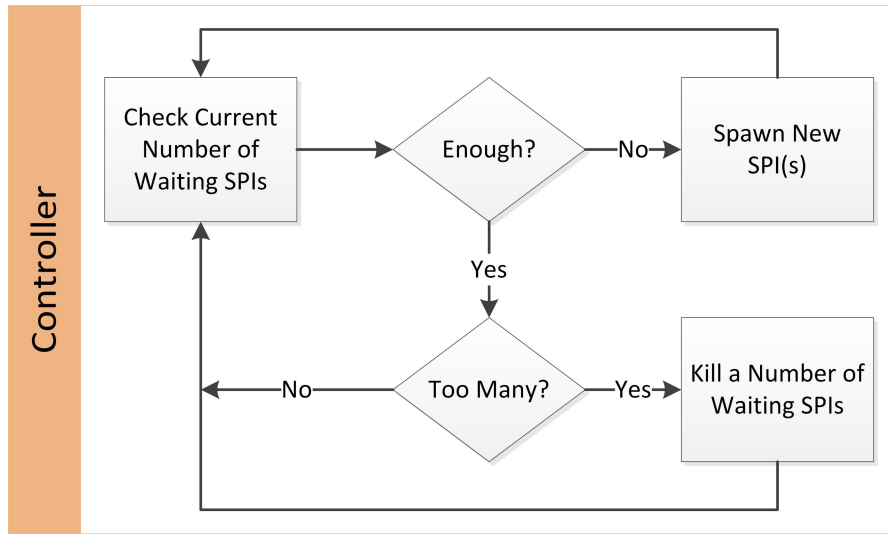 Controller
Check Current
Number of
Waiting SPIs
Enough?
No
Spawn New
SPI(s)
Yes
Too Many?
No
Yes
Kill a Number of
Waiting SPIs